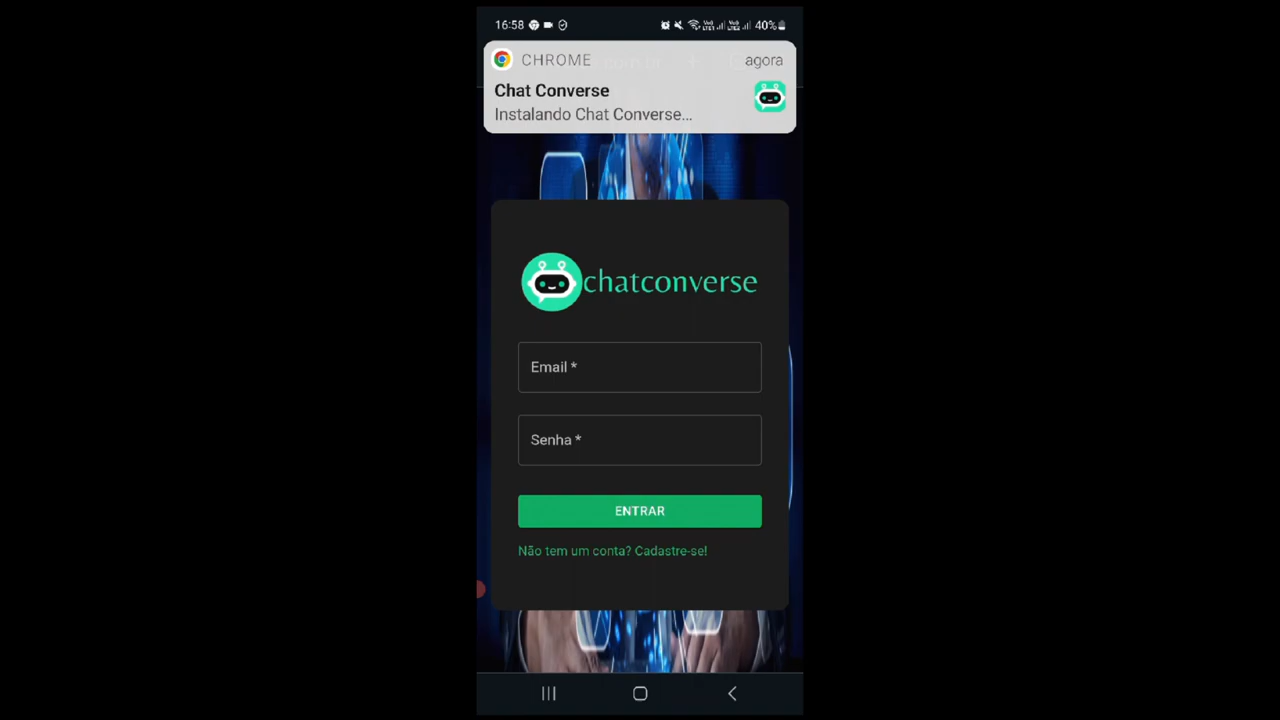 16:58
40%
CHROME
agora
Chat Converse
Instalando Chat Converse...
chatconverse
Email *
Senha *
ENTRAR
Não tem um conta? Cadastre-se!